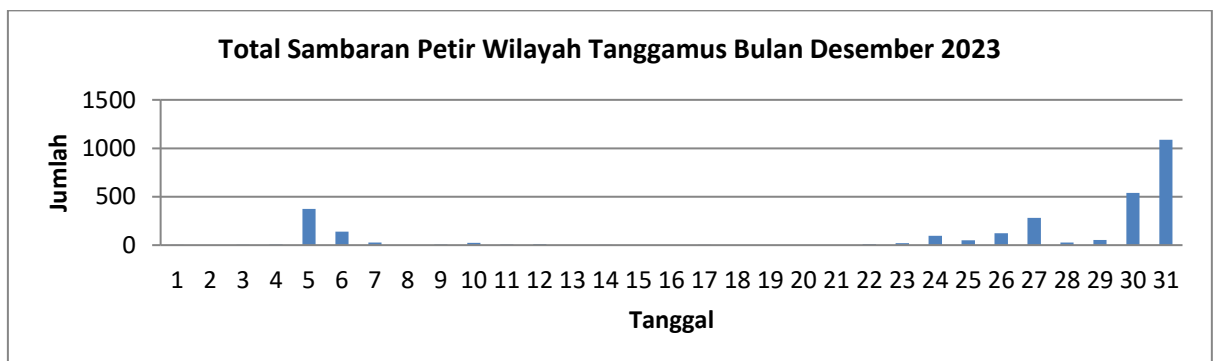 Total Sambaran Petir Wilayah Tanggamus Bulan Desember 2023
Jumlah
1500
1000
500
0
1 2 3 4 5 6 7 8 9 10 11 12 13 14 15 16 17 18 19 20 21 22 23 24 25 26 27 28 29 30 31
Tanggal